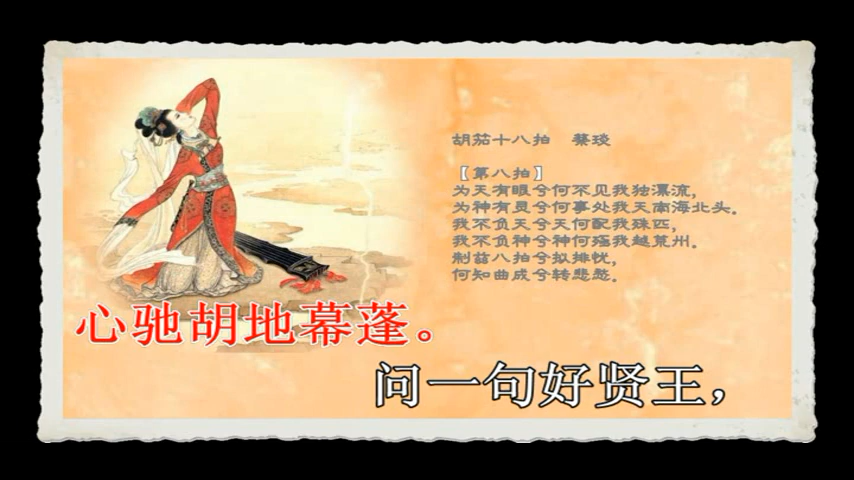 胡笳十八拍　蔡琰
【第八拍】
为天有眼兮何不见我独漂流，
为神有灵兮何事处我天南海北头。
我不负天兮天何配我殊匹，
我不负神兮神何殛我越荒州。
制兹八拍兮拟排忧，
何知曲成兮转悲愁。
心驰胡地幕蓬。
问一句好贤王，